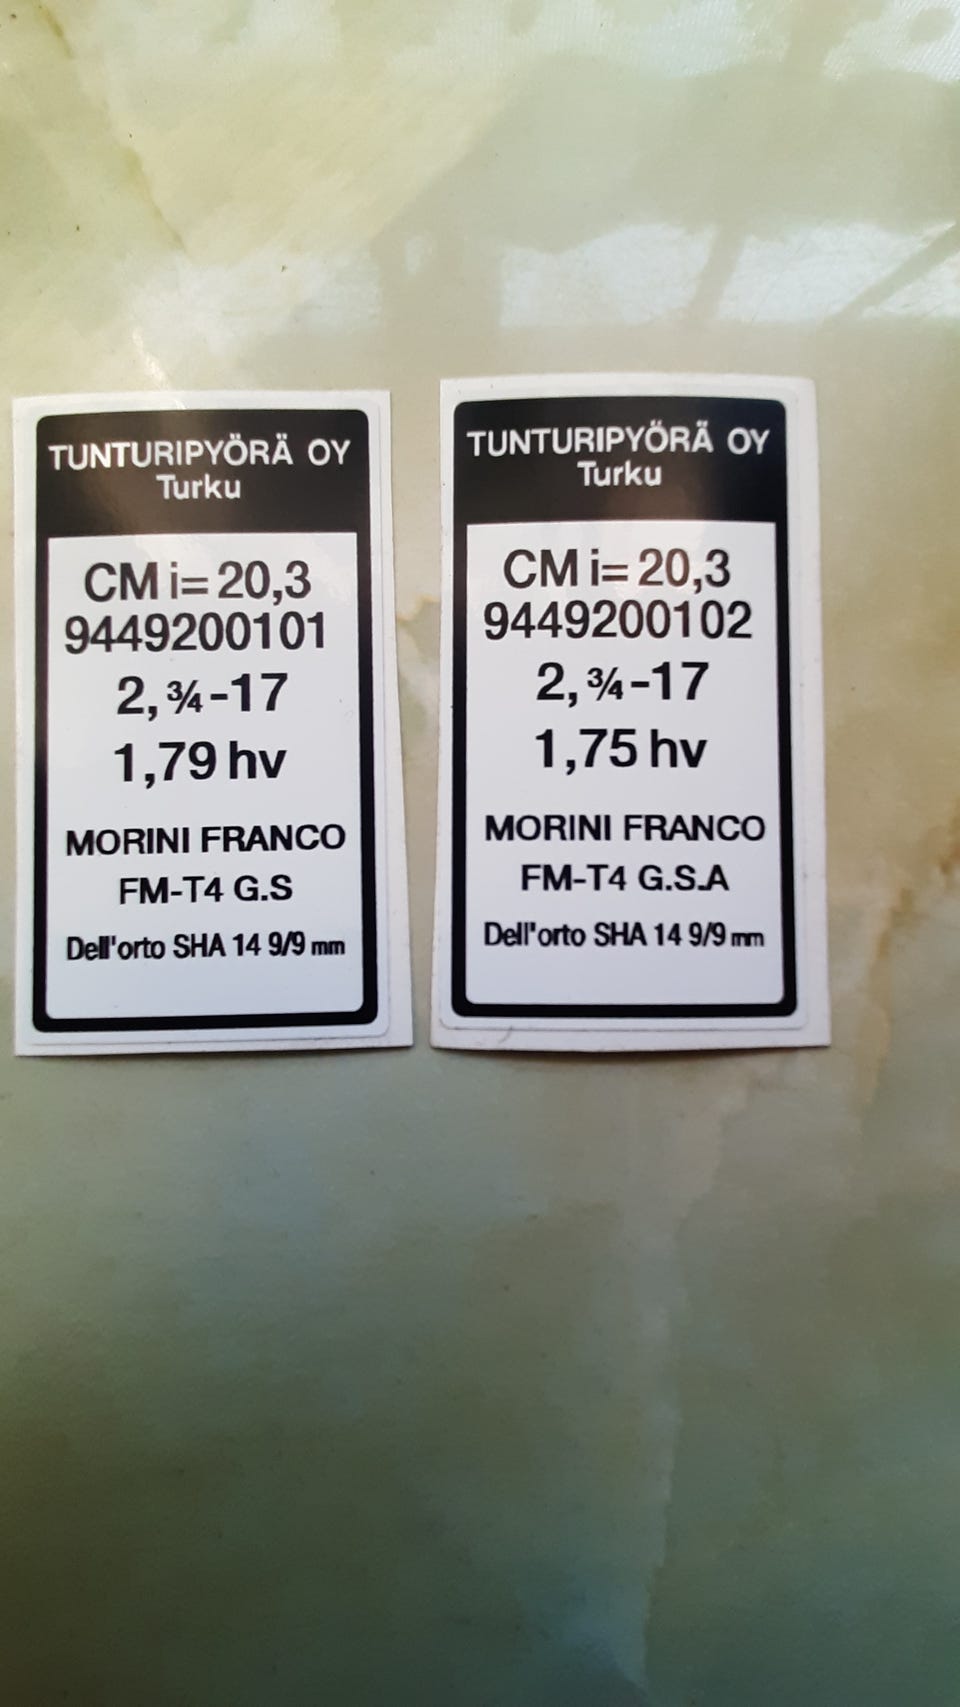 TUNTURIPYÖRÄ OY
Turku
CM i= 20,3
9449200101
2, ¾-17
1,79 hv
MORINI FRANCO
FM-T4 G.S
Dell'orto SHA 14 9/9 mm
TUNTURIPYÖRÄ OY
Turku
CM i= 20,3
9449200102
2, ¾-17
1,75 hv
MORINI FRANCO
FM-T4 G.S.A
Dell'orto SHA 14 9/9 mm